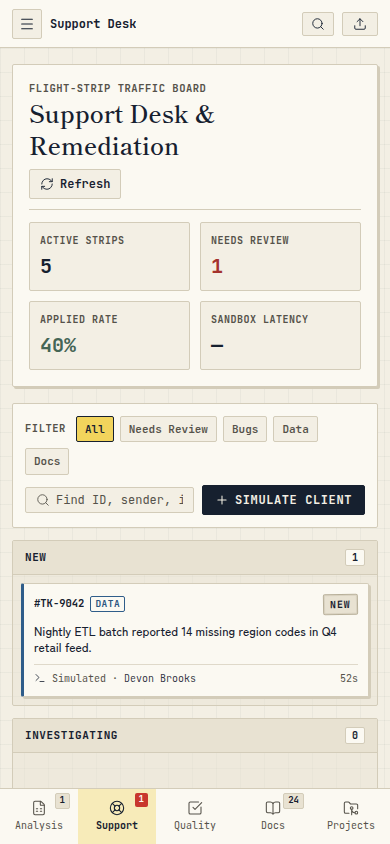 Support Desk
FLIGHT-STRIP TRAFFIC BOARD
Support Desk &
Remediation
Refresh
ACTIVE STRIPS
5
NEEDS REVIEW
1
APPLIED RATE
40%
SANDBOX LATENCY
—
FILTER All Needs Review Bugs Data
Docs
Find ID, sender, i
SIMULATE CLIENT
NEW 1
#TK-9042 DATA NEW
Nightly ETL batch reported 14 missing region codes in Q4
retail feed.
Simulated · Devon Brooks 52s
INVESTIGATING 0
1 1 24
Analysis Support Quality Docs Projects